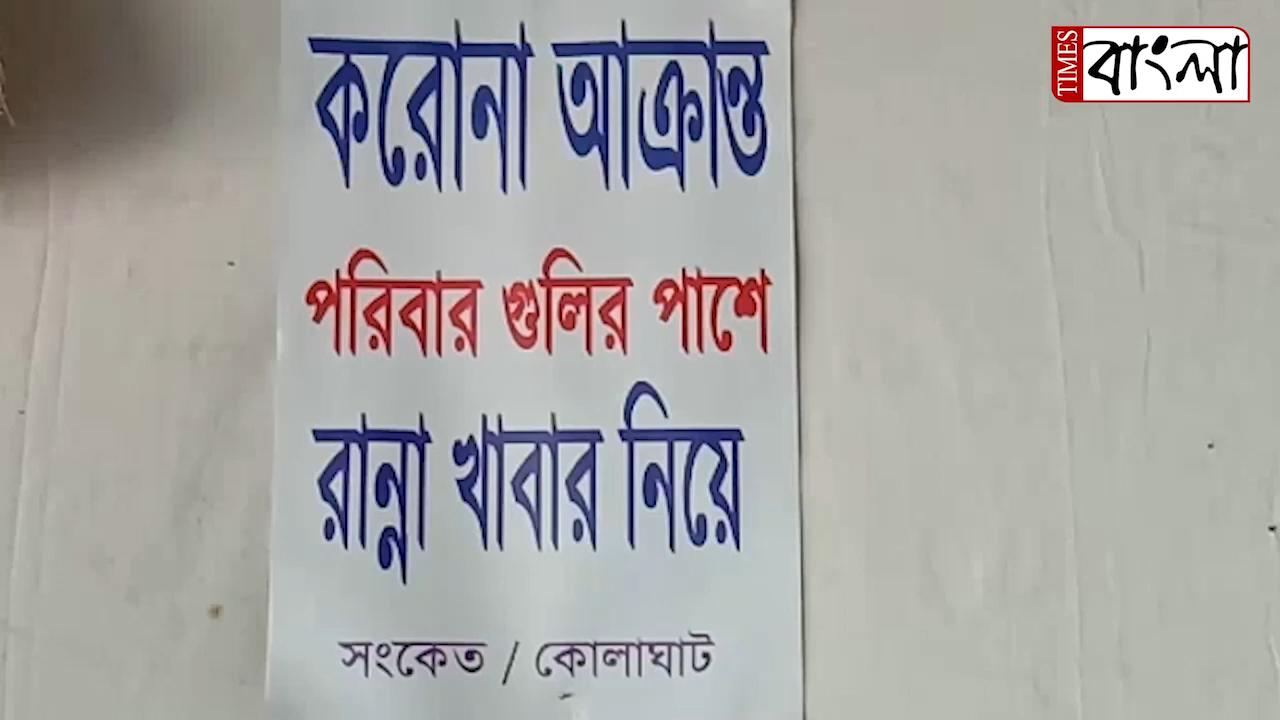 করোনা আক্রান্ত
পরিবার গুলির পাশে
রান্না খাবার নিয়ে
সংকেত / কোলাঘাট
TIMES বাংলা